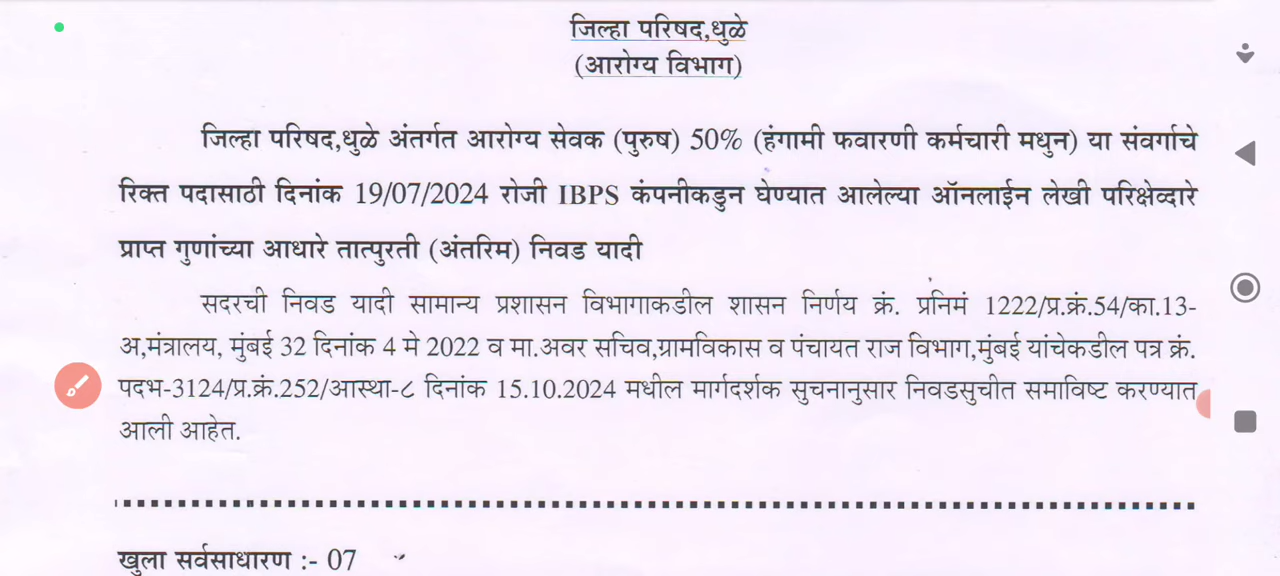 जिल्हा परिषद,धुळे
(आरोग्य विभाग)
जिल्हा परिषद,धुळे अंतर्गत आरोग्य सेवक (पुरुष) 50% (हंगामी फवारणी कर्मचारी मधुन) या संवर्गाचे
रिक्त पदासाठी दिनांक 19/07/2024 रोजी IBPS कंपनीकडुन घेण्यात आलेल्या ऑनलाईन लेखी परिक्षेव्दारे
प्राप्त गुणांच्या आधारे तात्पुरती (अंतरिम) निवड यादी
सदरची निवड यादी सामान्य प्रशासन विभागाकडील शासन निर्णय क्रं. प्रनिमं 1222/प्र.क्रं.54/का.13-
अ,मंत्रालय, मुंबई 32 दिनांक 4 मे 2022 व मा.अवर सचिव,ग्रामविकास व पंचायत राज विभाग,मुंबई यांचेकडील पत्र क्रं.
पदभ-3124/प्र.क्रं.252/आस्था-८ दिनांक 15.10.2024 मधील मार्गदर्शक सुचनानुसार निवडसुचीत समाविष्ट करण्यात
आली आहेत.
खुला सर्वसाधारण :- 07